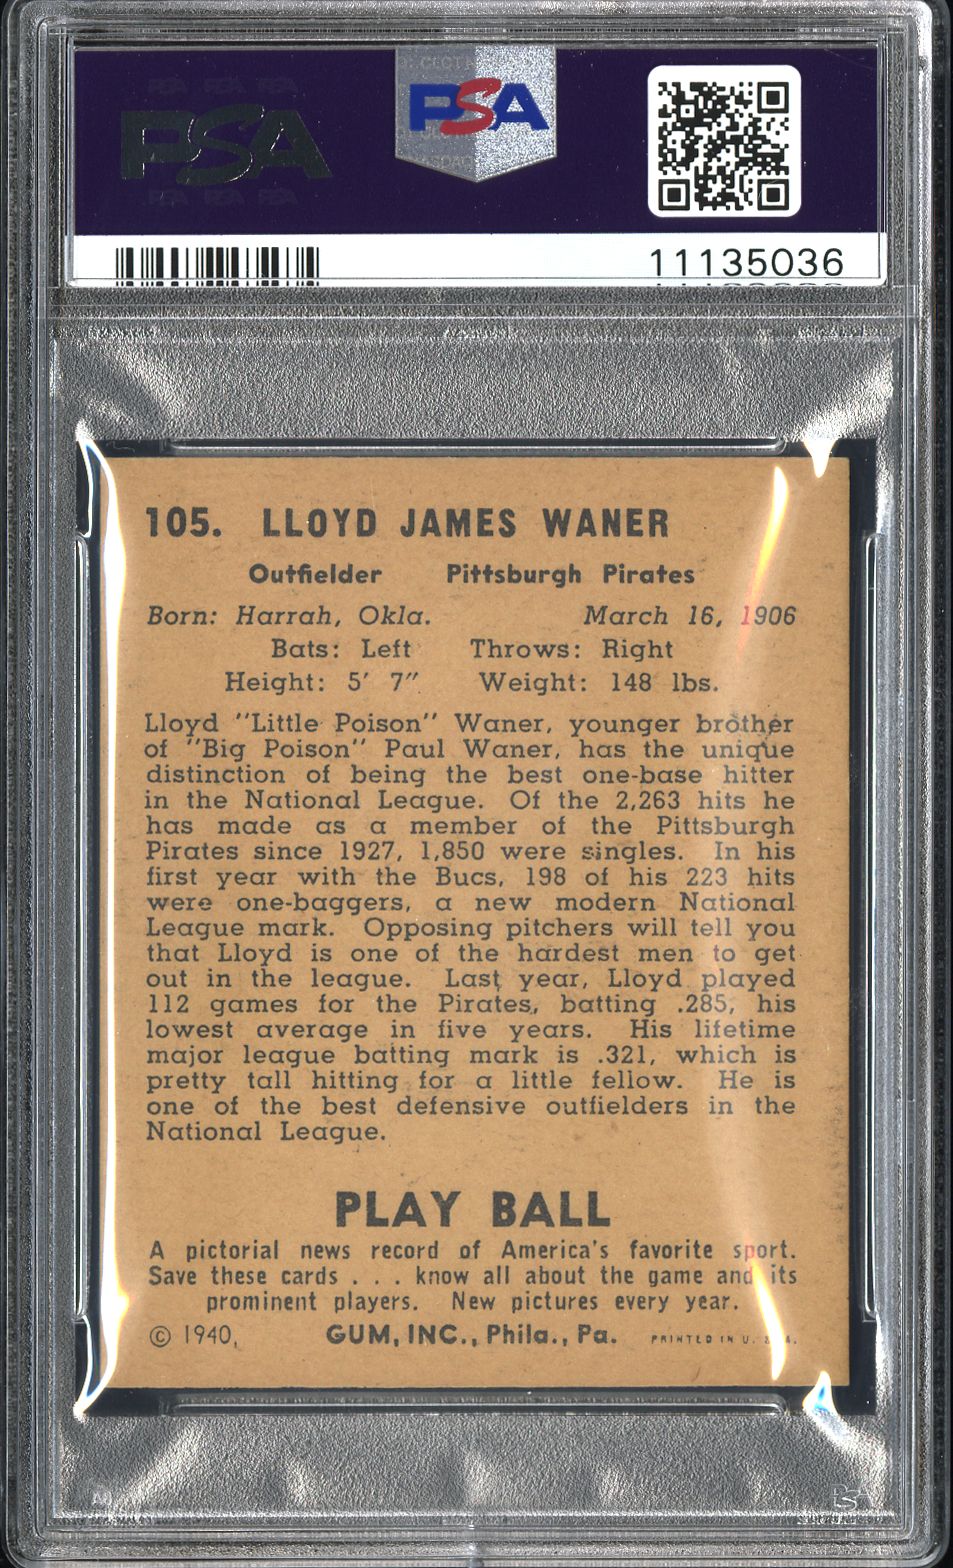 PSA
PSA
11135036
105. LLOYD JAMES WANER
Outfielder Pittsburgh Pirates
Born: Harrah, Okla. March 16, 1906
Bats: Left Throws: Right
Height: 5' 7" Weight: 148 lbs.
Lloyd "Little Poison" Waner, younger brother
of "Big Poison" Paul Waner, has the unique
distinction of being the best one-base hitter
in the National League. Of the 2,263 hits he
has made as a member of the Pittsburgh
Pirates since 1927, 1,850 were singles. In his
first year with the Bucs, 198 of his 223 hits
were one-baggers, a new modern National
League mark. Opposing pitchers will tell you
that Lloyd is one of the hardest men to get
out in the league. Last year, Lloyd played
112 games for the Pirates, batting .285, his
lowest average in five years. His lifetime
major league batting mark is .321, which is
pretty tall hitting for a little fellow. He is
one of the best defensive outfielders in the
National League.
PLAY BALL
A pictorial news record of America's favorite sport.
Save these cards . . . know all about the game and its
prominent players. New pictures every year.
© 1940, GUM, INC., Phila., Pa. PRINTED IN U. S. A.
PSA